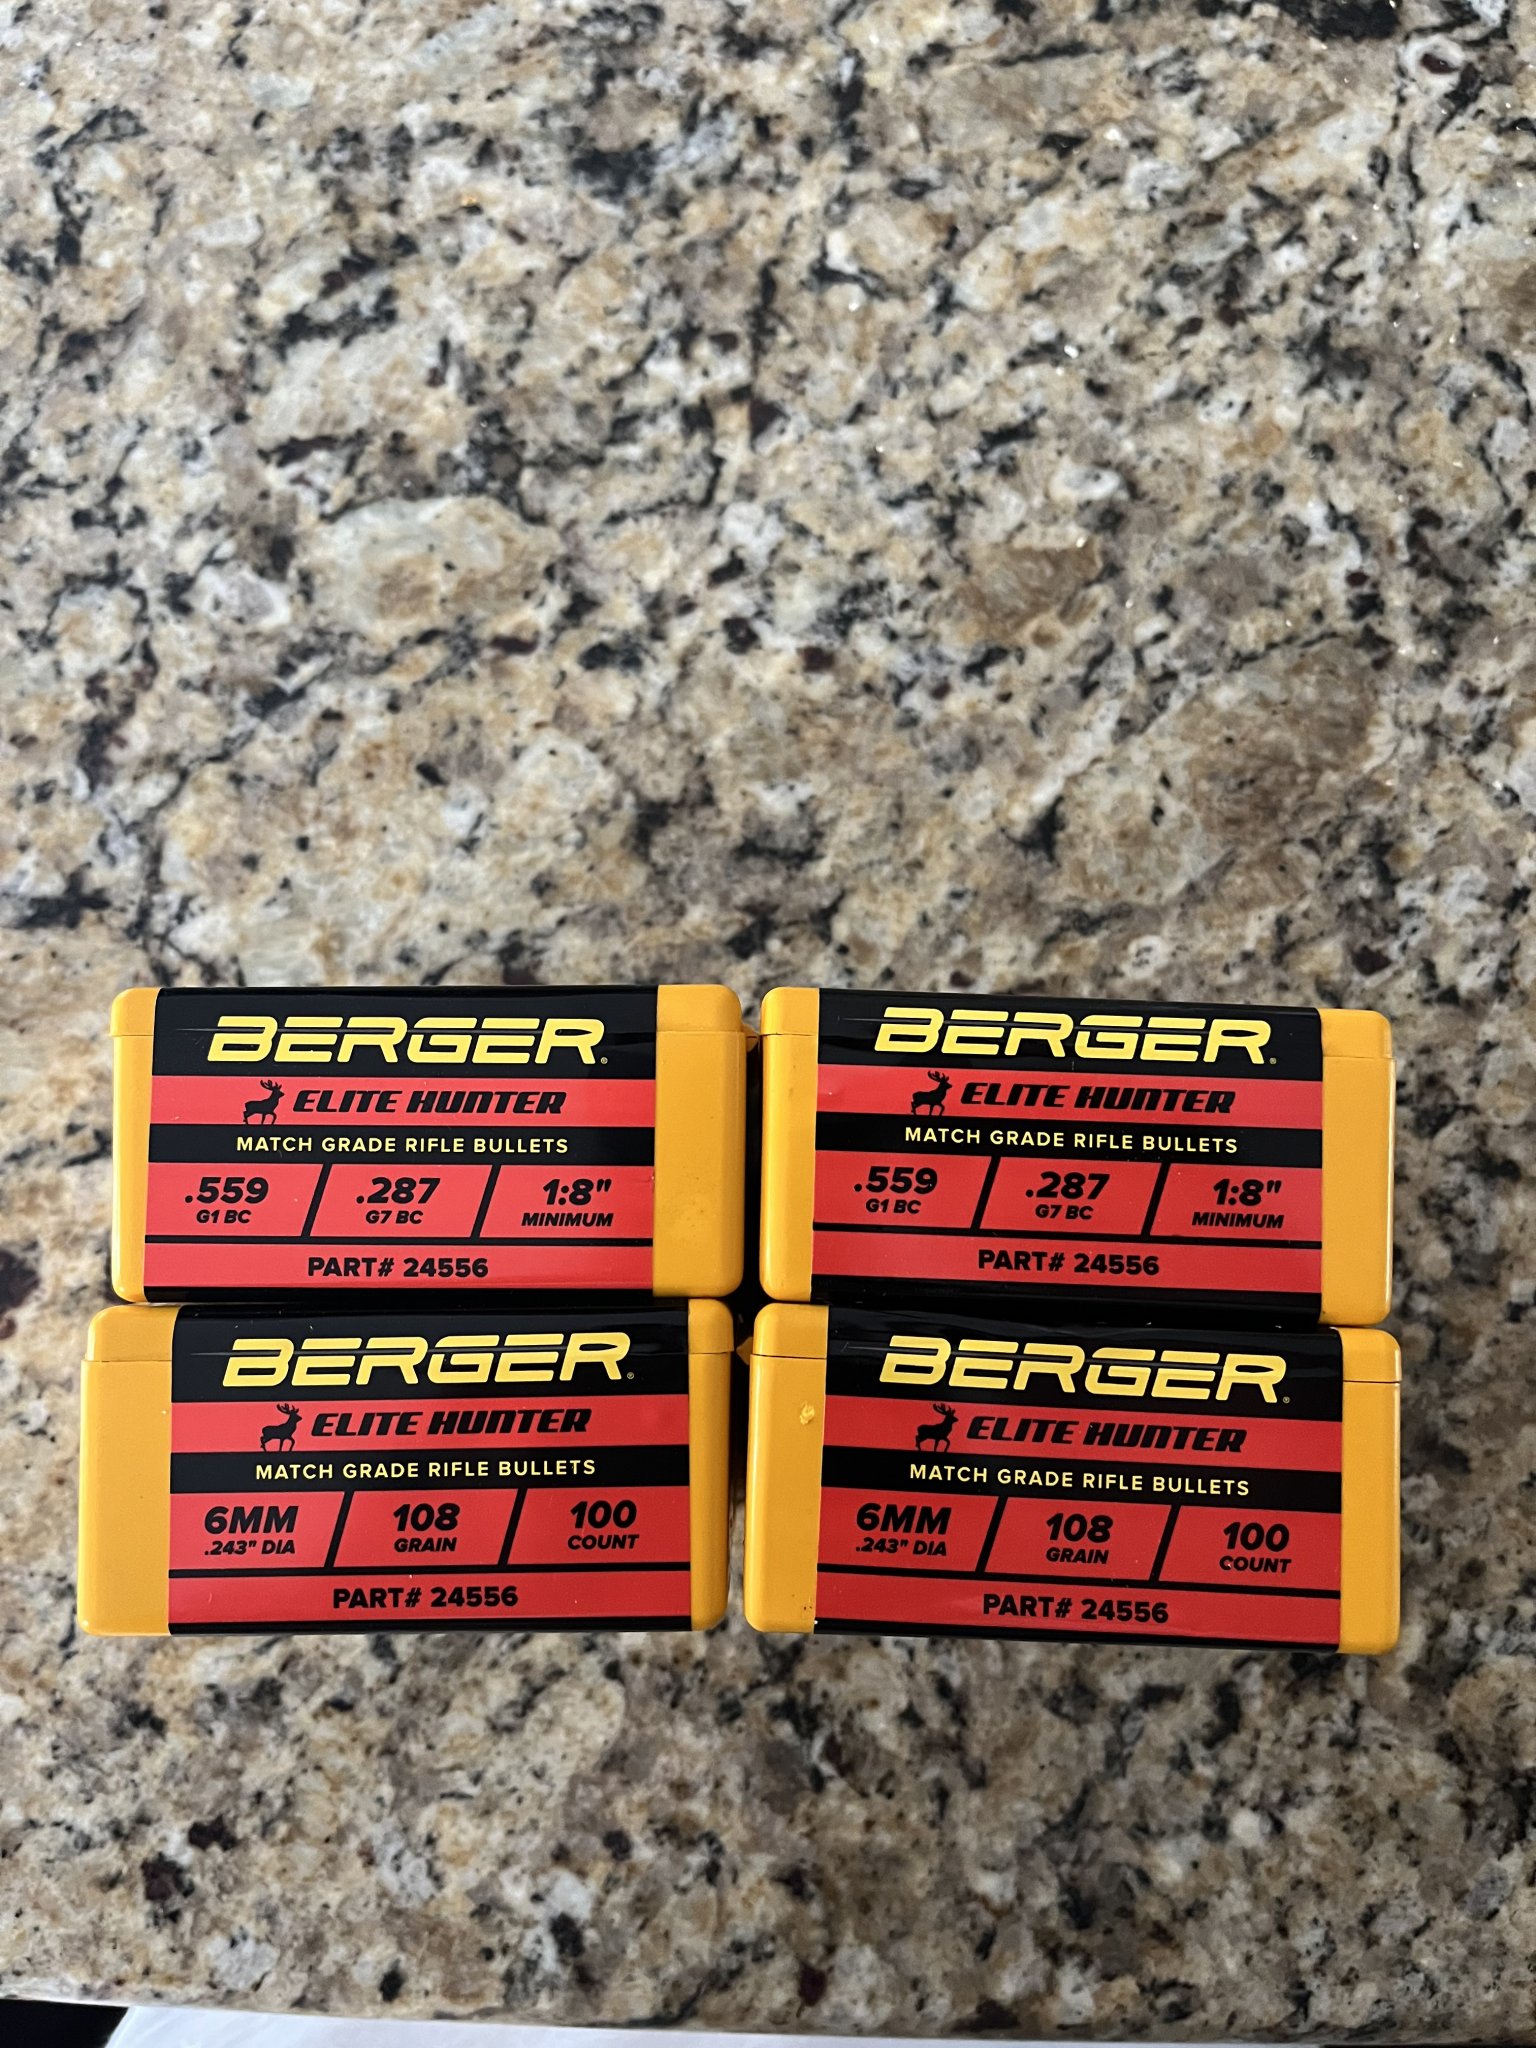 BERGER®
ELITE HUNTER
MATCH GRADE RIFLE BULLETS
.559 .287 1:8"
G1 BC G7 BC MINIMUM
PART# 24556
BERGER®
ELITE HUNTER
MATCH GRADE RIFLE BULLETS
.559 .287 1:8"
G1 BC G7 BC MINIMUM
PART# 24556
BERGER®
ELITE HUNTER
MATCH GRADE RIFLE BULLETS
6MM 108 100
.243" DIA GRAIN COUNT
PART# 24556
BERGER®
ELITE HUNTER
MATCH GRADE RIFLE BULLETS
6MM 108 100
.243" DIA GRAIN COUNT
PART# 24556